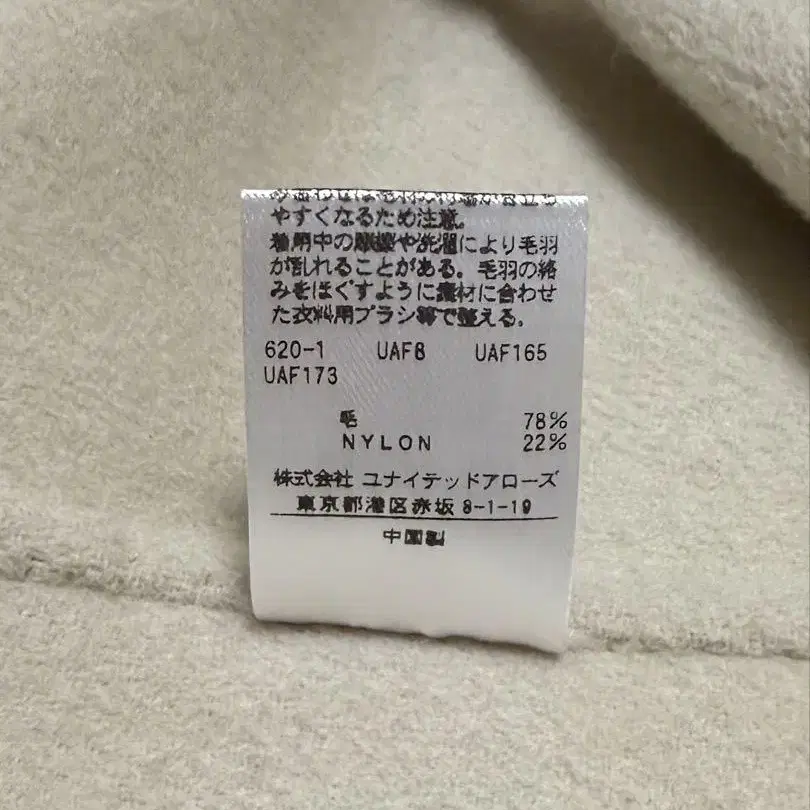 やすくなるため注意。
着用中の摩擦や洗濯により毛羽
が乱れることがある。毛羽の絡
みをほぐすように素材に合わせ
た衣料用ブラシ等で整える。
620-1 UAF8 UAF165
UAF173
毛 78%
NYLON 22%
株式会社 ユナイテッドアローズ
東京都港区赤坂 8-1-19
中国製